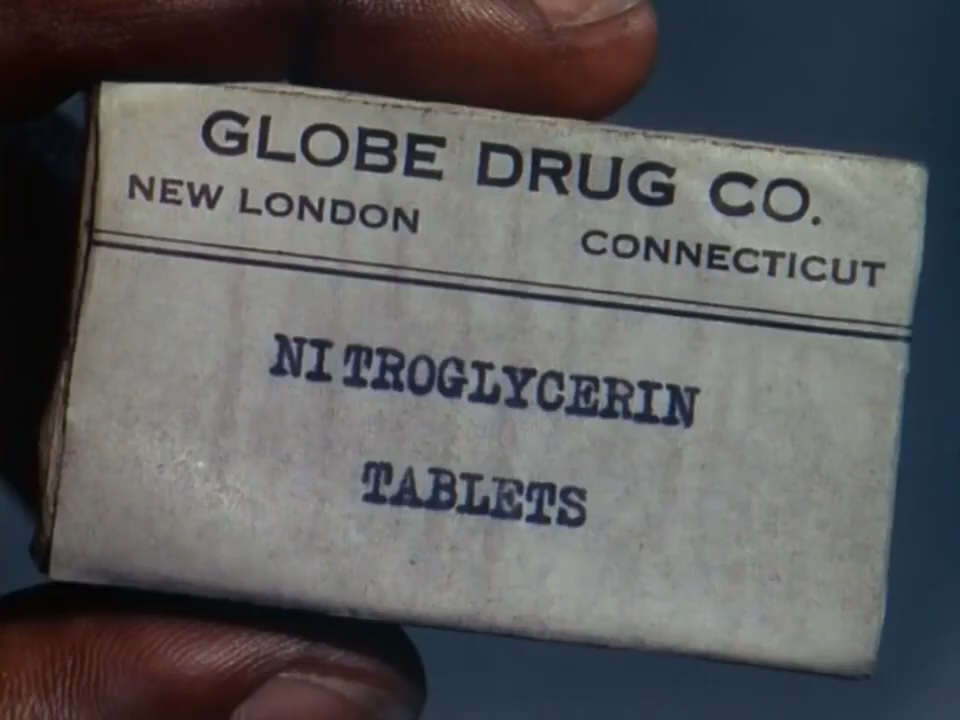 GLOBE DRUG CO.
NEW LONDON CONNECTICUT
NITROGLYCERIN
TABLETS